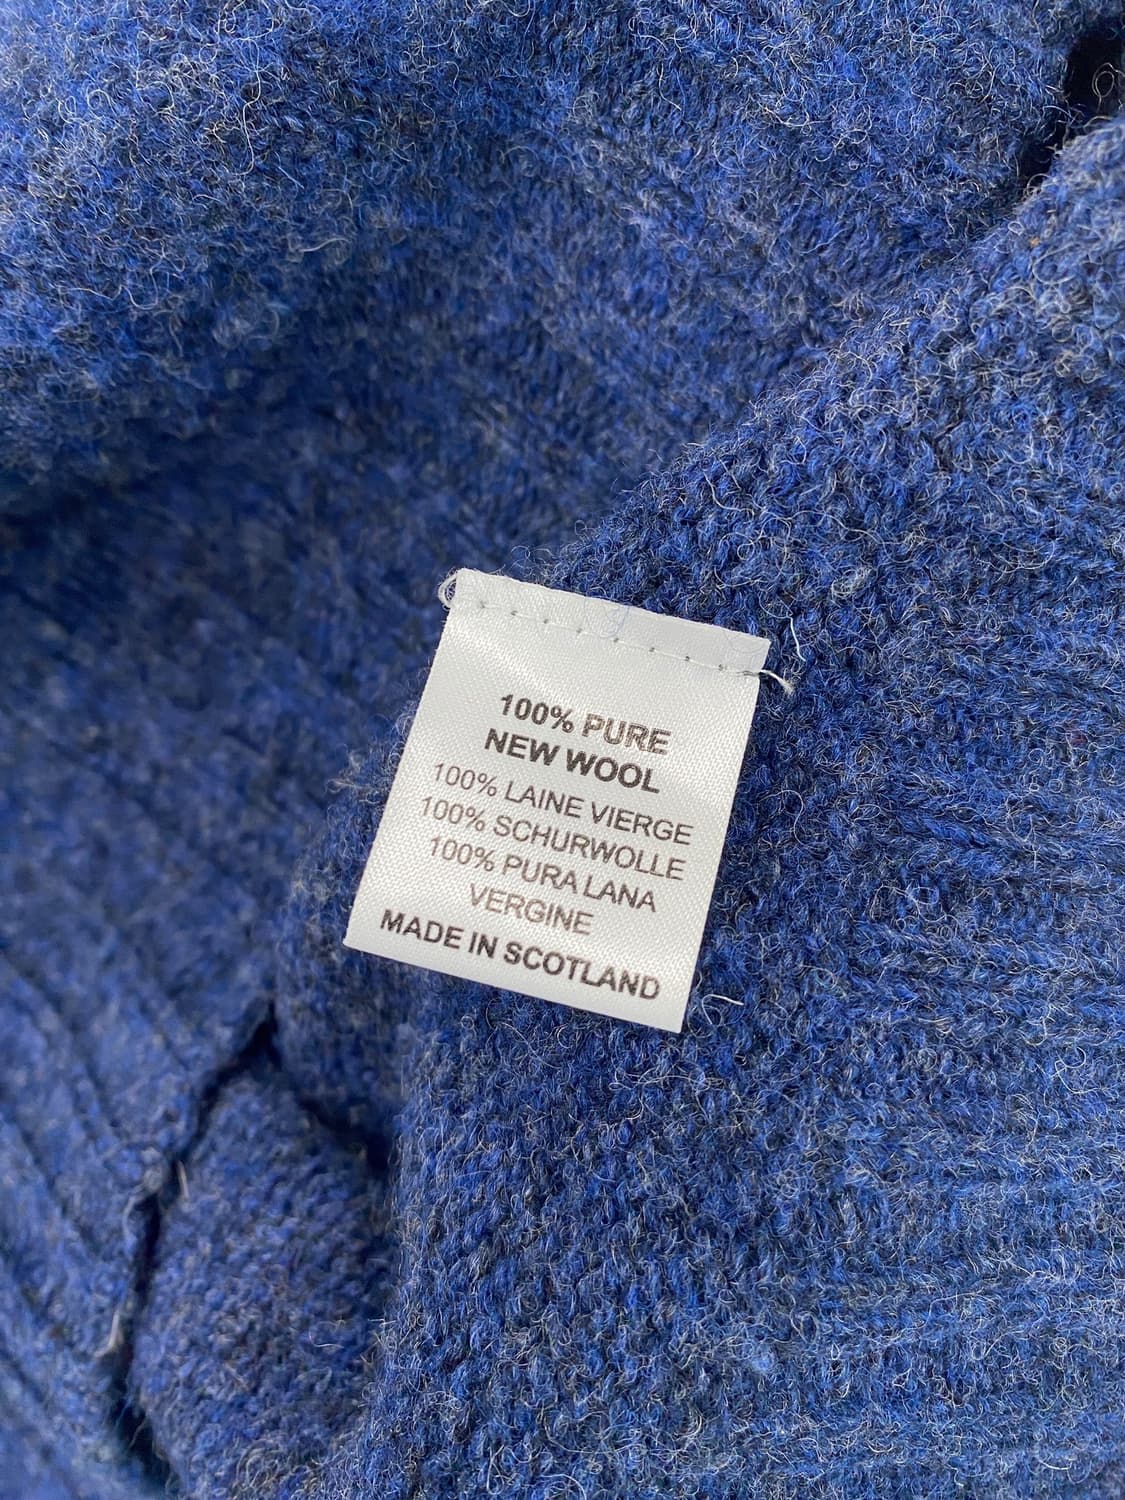 100% PURE
NEW WOOL
100% LAINE VIERGE
100% SCHURWOLLE
100% PURA LANA
VERGINE
MADE IN SCOTLAND